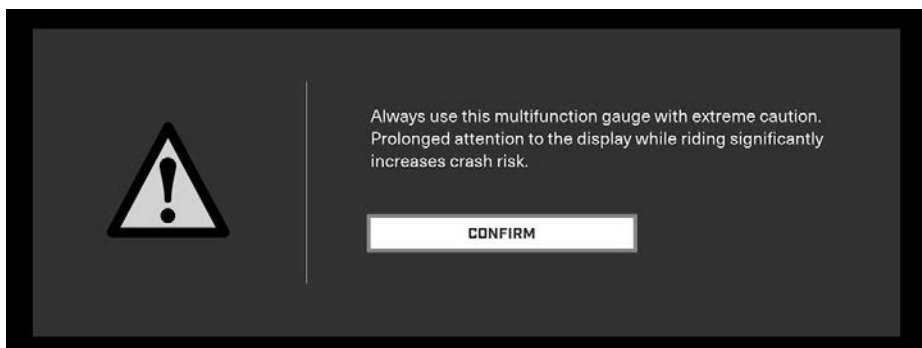 Always use this multifunction gauge with extreme caution.
Prolonged attention to the display while riding significantly
increases crash risk.
CONFIRM